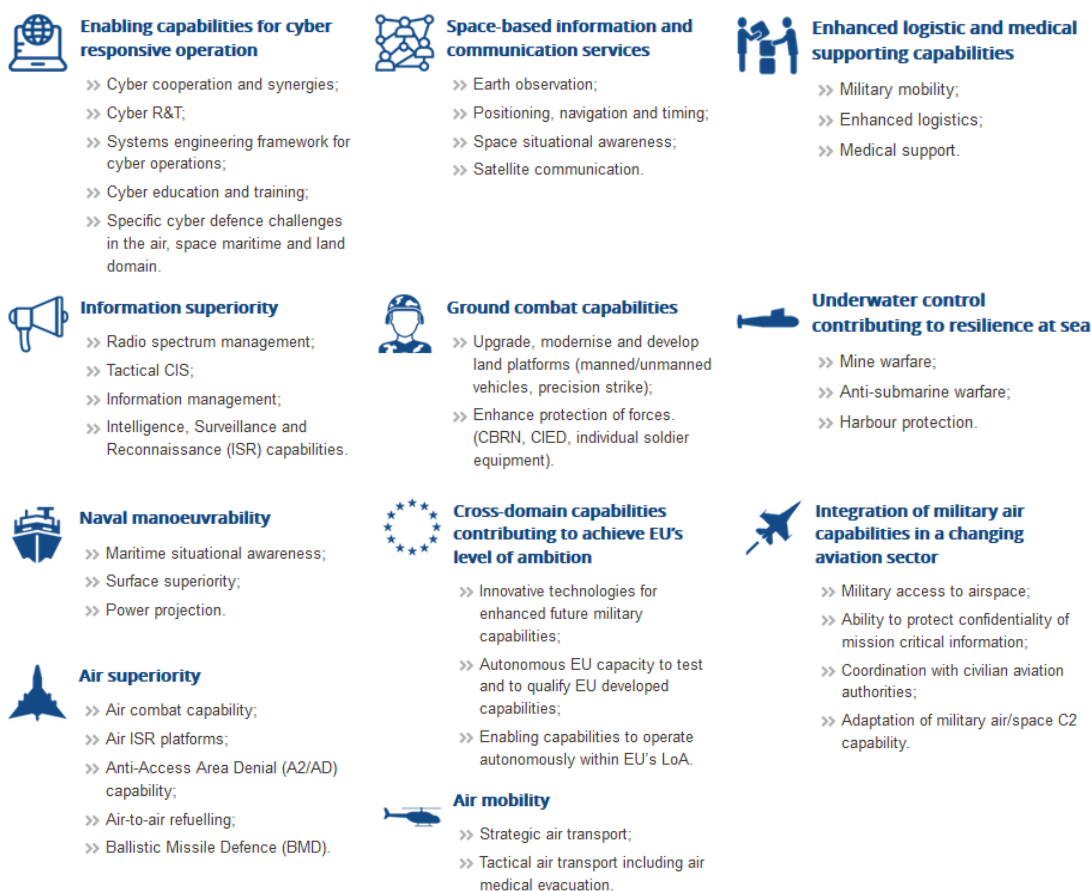 Enabling capabilities for cyber
responsive operation
Cyber cooperation and synergies;
Cyber R&T;
Systems engineering framework for
cyber operations;
Cyber education and training;
Specific cyber defence challenges
in the air, space maritime and land
domain.
Space-based information and
communication services
Earth observation;
Positioning, navigation and timing;
Space situational awareness;
Satellite communication.
Enhanced logistic and medical
supporting capabilities
Military mobility;
Enhanced logistics;
Medical support.
Information superiority
Radio spectrum management;
Tactical CIS;
Information management;
Intelligence, Surveillance and
Reconnaissance (ISR) capabilities.
Ground combat capabilities
Upgrade, modernise and develop
land platforms (manned/unmanned
vehicles, precision strike);
Enhance protection of forces.
(CBRN, CIED, individual soldier
equipment).
Underwater control
contributing to resilience at sea
Mine warfare;
Anti-submarine warfare;
Harbour protection.
Naval manoeuvrability
Maritime situational awareness;
Surface superiority;
Power projection.
Cross-domain capabilities
contributing to achieve EU's
level of ambition
Innovative technologies for
enhanced future military
capabilities;
Autonomous EU capacity to test
and to qualify EU developed
capabilities;
Enabling capabilities to operate
autonomously within EU's LoA.
Integration of military air
capabilities in a changing
aviation sector
Military access to airspace;
Ability to protect confidentiality of
mission critical information;
Coordination with civilian aviation
authorities;
Adaptation of military air/space C2
capability.
Air superiority
Air combat capability;
Air ISR platforms;
Anti-Access Area Denial (A2/AD)
capability;
Air-to-air refuelling;
Ballistic Missile Defence (BMD).
Air mobility
Strategic air transport;
Tactical air transport including air
medical evacuation.